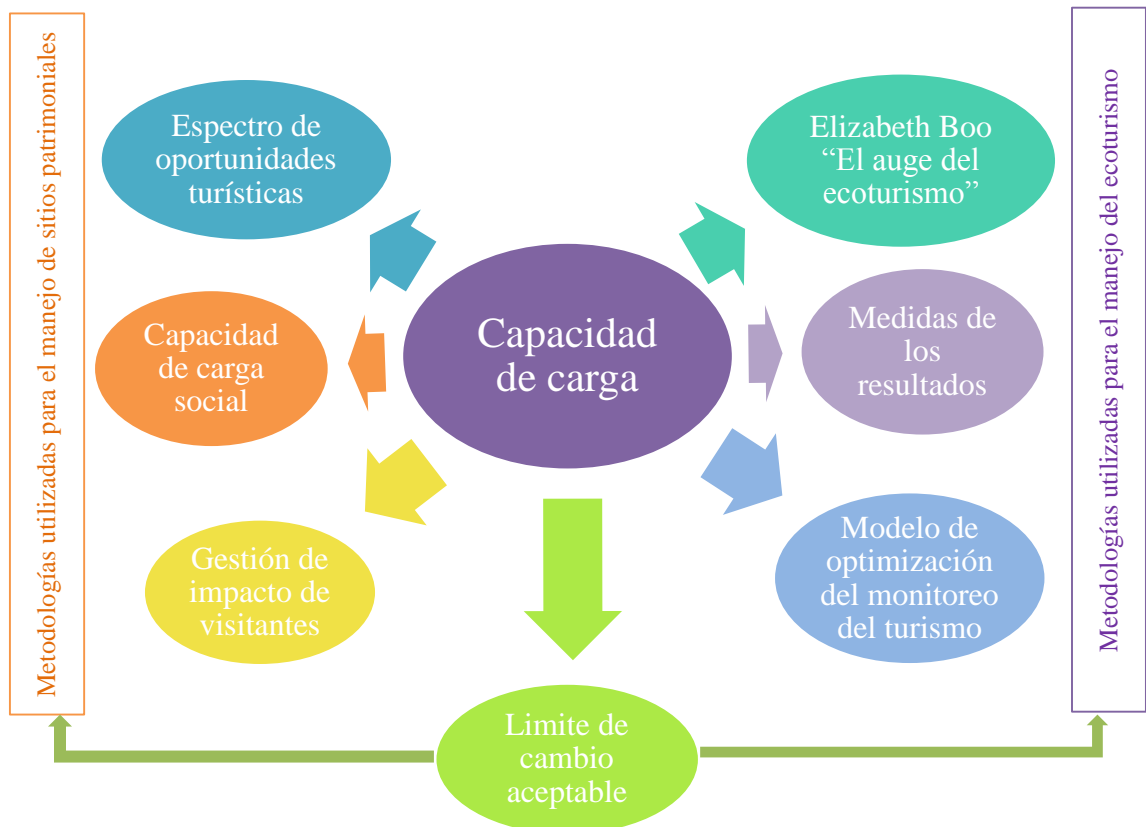 Metodologías utilizadas para el manejo de sitios patrimoniales
Espectro de
oportunidades
turísticas
Capacidad
de carga
social
Gestión de
impacto de
visitantes
Capacidad
de carga
Limite de
cambio
aceptable
Elizabeth Boo
“El auge del
ecoturismo”
Medidas de
los
resultados
Modelo de
optimización
del monitoreo
del turismo
Metodologías utilizadas para el manejo del ecoturismo